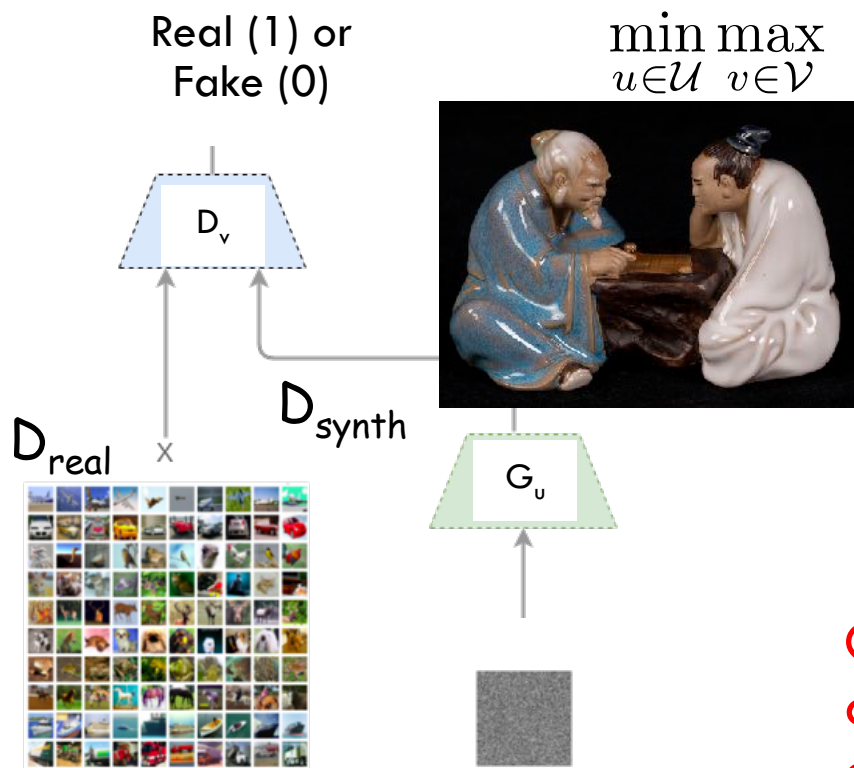 Real (1) or
Fake (0)
min max
u∈𝒰 v∈𝒱
D_v
D_synth
D_real
x
G_u